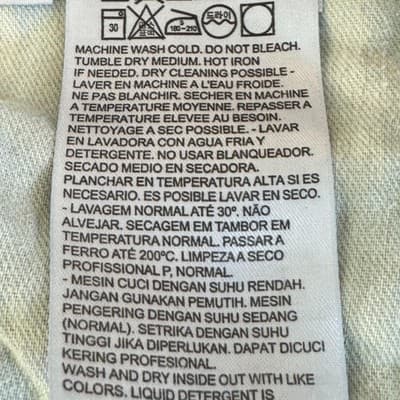 30
180-210
드라이
MACHINE WASH COLD. DO NOT BLEACH.
TUMBLE DRY MEDIUM. HOT IRON
IF NEEDED. DRY CLEANING POSSIBLE -
LAVER EN MACHINE A L'EAU FROIDE.
NE PAS BLANCHIR. SECHER EN MACHINE
A TEMPERATURE MOYENNE. REPASSER A
TEMPERATURE ELEVEE AU BESOIN.
NETTOYAGE A SEC POSSIBLE. - LAVAR
EN LAVADORA CON AGUA FRIA Y
DETERGENTE. NO USAR BLANQUEADOR.
SECADO MEDIO EN SECADORA.
PLANCHAR EN TEMPERATURA ALTA SI ES
NECESARIO. ES POSIBLE LAVAR EN SECO.
- LAVAGEM NORMAL ATÉ 30º. NÃO
ALVEJAR. SECAGEM EM TAMBOR EM
TEMPERATURA NORMAL. PASSAR A
FERRO ATÉ 200ºC. LIMPEZA A SECO
PROFISSIONAL P, NORMAL.
- MESIN CUCI DENGAN SUHU RENDAH.
JANGAN GUNAKAN PEMUTIH. MESIN
PENGERING DENGAN SUHU SEDANG
(NORMAL). SETRIKA DENGAN SUHU
TINGGI JIKA DIPERLUKAN. DAPAT DICUCI
KERING PROFESIONAL.
WASH AND DRY INSIDE OUT WITH LIKE
COLORS. LIQUID DETERGENT IS